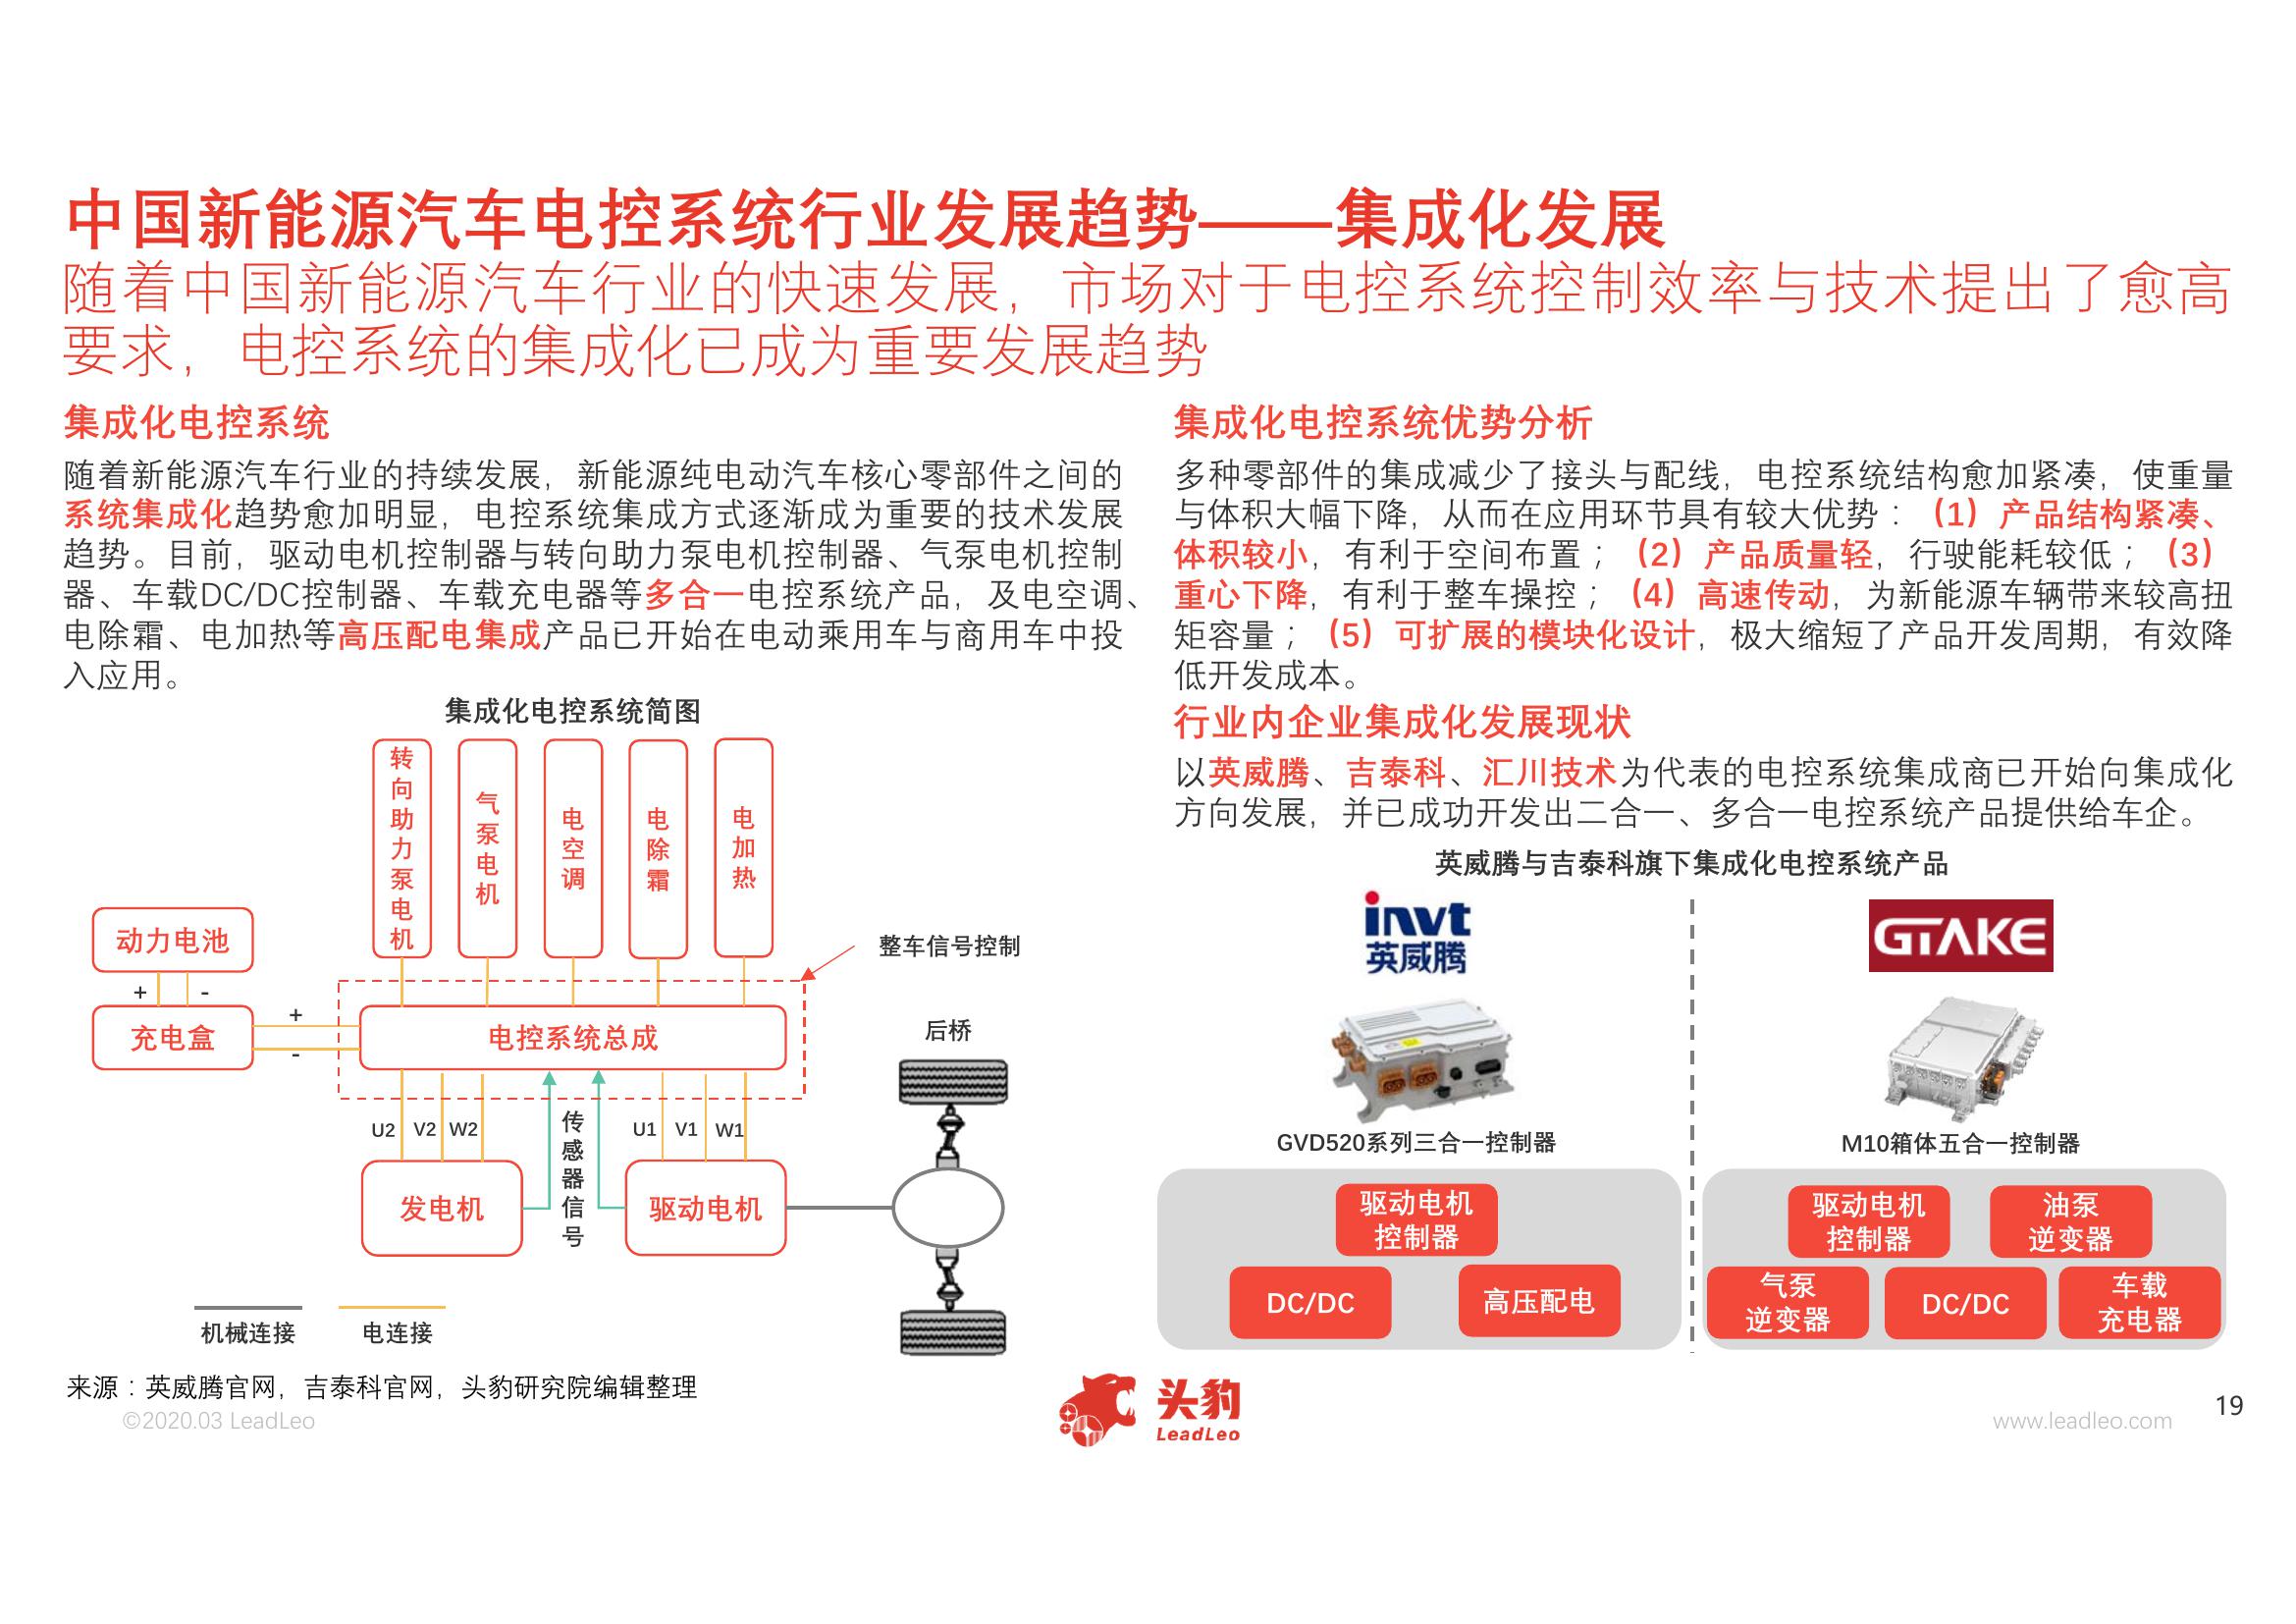 中国新能源汽车电控系统行业发展趋势——集成化发展
随着中国新能源汽车行业的快速发展，市场对于电控系统控制效率与技术提出了愈高
要求，电控系统的集成化已成为重要发展趋势
集成化电控系统
随着新能源汽车行业的持续发展，新能源纯电动汽车核心零部件之间的
系统集成化趋势愈加明显，电控系统集成方式逐渐成为重要的技术发展
趋势。目前，驱动电机控制器与转向助力泵电机控制器、气泵电机控制
器、车载DC/DC控制器、车载充电器等多合一电控系统产品，及电空调、
电除霜、电加热等高压配电集成产品已开始在电动乘用车与商用车中投
入应用。
集成化电控系统简图
转向助力泵电机
气泵电机
电空调
电除霜
电加热
动力电池
整车信号控制
+ -
充电盒
+
-
电控系统总成
后桥
U2 V2 W2
传感器信号
U1 V1 W1
发电机
驱动电机
机械连接 电连接
集成化电控系统优势分析
多种零部件的集成减少了接头与配线，电控系统结构愈加紧凑，使重量
与体积大幅下降，从而在应用环节具有较大优势：（1）产品结构紧凑、
体积较小，有利于空间布置；（2）产品质量轻，行驶能耗较低；（3）
重心下降，有利于整车操控；（4）高速传动，为新能源车辆带来较高扭
矩容量；（5）可扩展的模块化设计，极大缩短了产品开发周期，有效降
低开发成本。
行业内企业集成化发展现状
以英威腾、吉泰科、汇川技术为代表的电控系统集成商已开始向集成化
方向发展，并已成功开发出二合一、多合一电控系统产品提供给车企。
英威腾与吉泰科旗下集成化电控系统产品
invt
英威腾
GTAKE
GVD520系列三合一控制器
M10箱体五合一控制器
驱动电机
控制器
DC/DC
高压配电
驱动电机
控制器
油泵
逆变器
气泵
逆变器
DC/DC
车载
充电器
来源：英威腾官网，吉泰科官网，头豹研究院编辑整理
©2020.03 LeadLeo
头豹
LeadLeo
www.leadleo.com
19